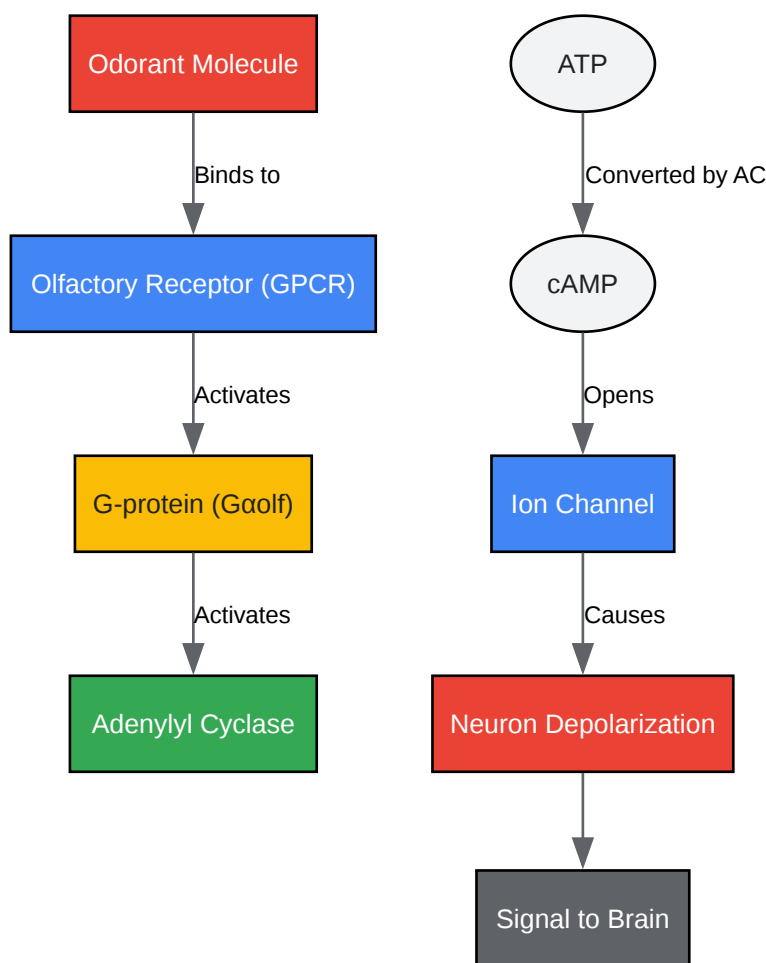 Odorant Molecule
Binds to
Olfactory Receptor (GPCR)
Activates
G-protein (Gαolf)
Activates
Adenylyl Cyclase
ATP
Converted by AC
cAMP
Opens
Ion Channel
Causes
Neuron Depolarization
Signal to Brain